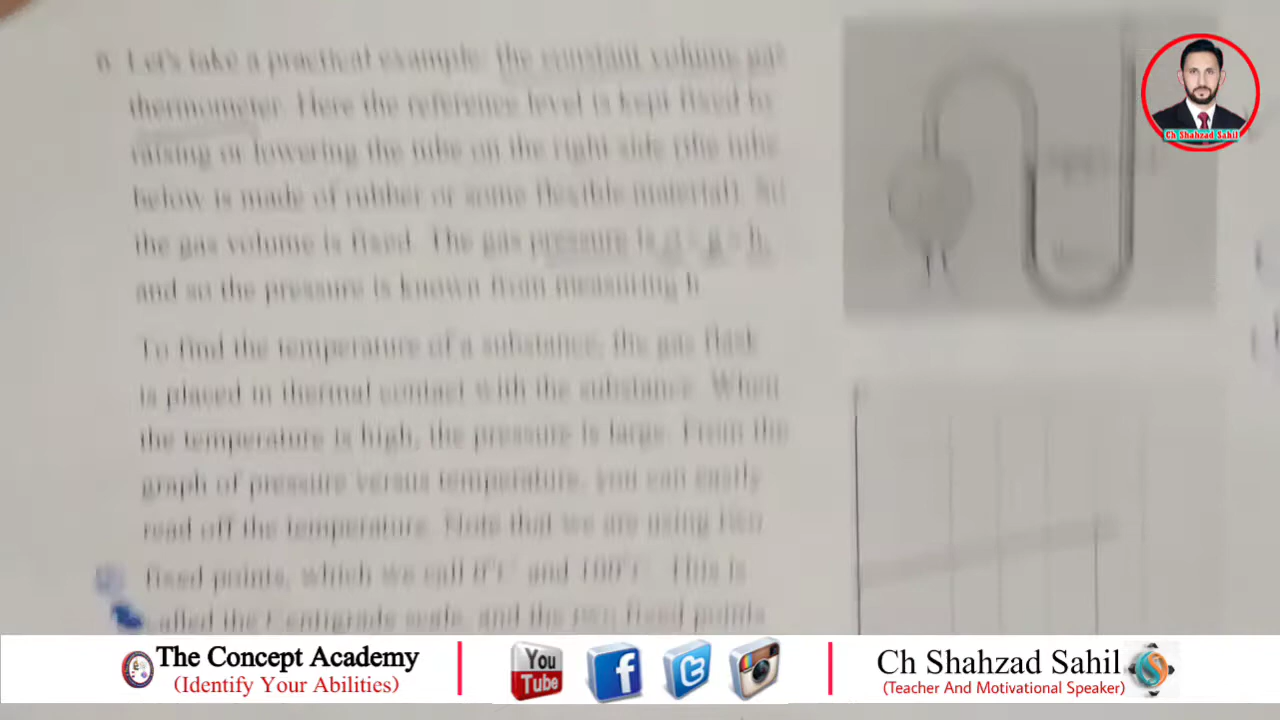 6. Let's take a practical example: the constant volume gas
thermometer. Here the reference level is kept fixed by
raising or lowering the tube on the right side (the tube
below is made of rubber or some flexible material). So
the gas volume is fixed. The gas pressure is
and so the pressure is known from measuring h.
To find the temperature of a substance, the gas flask
is placed in thermal contact with the substance. When
the temperature is high, the pressure is large. From the
graph of pressure versus temperature, you can easily
read off the temperature. Note that we are using two
fixed points, which we call 0°C and 100°C. This is
called the Centigrade scale, and the two fixed points
Ch Shahzad Sahil
The Concept Academy
(Identify Your Abilities)
You
Tube
Ch Shahzad Sahil
(Teacher And Motivational Speaker)